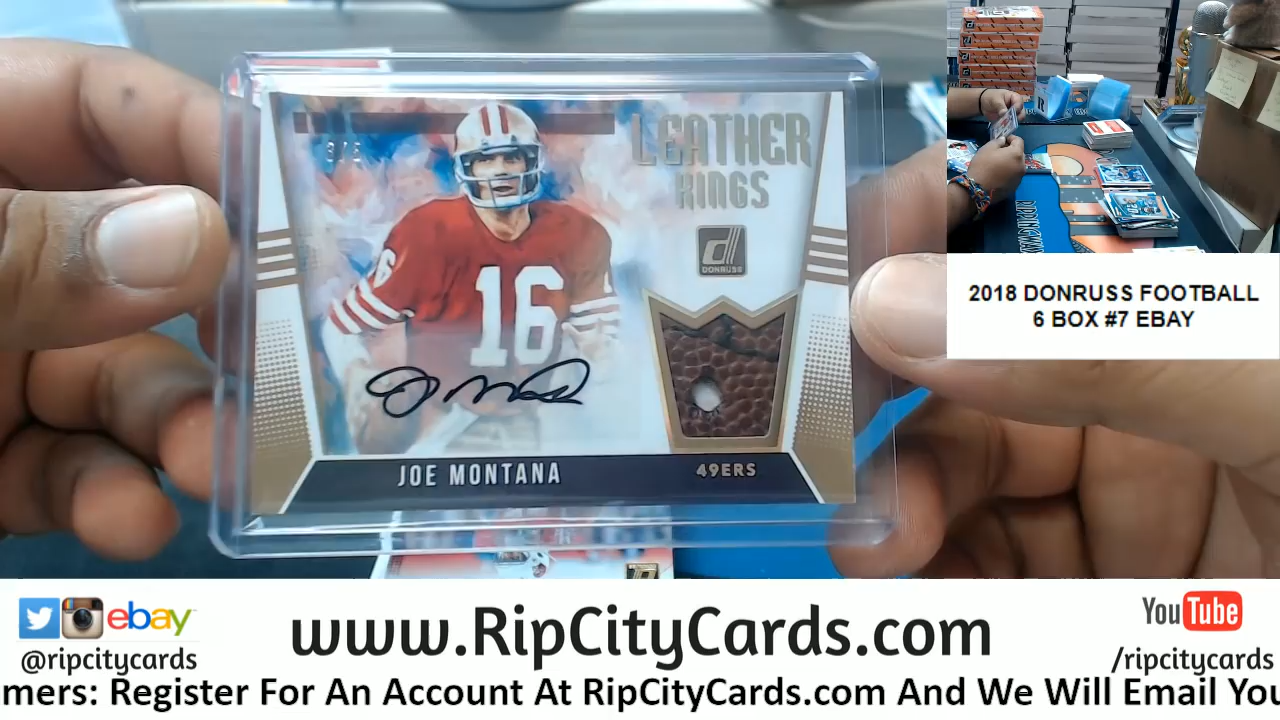 LEATHER
KINGS
DONRUSS
16
16
JOE MONTANA
49ERS
2018 DONRUSS FOOTBALL
6 BOX #7 EBAY
ebay
@ripcitycards
www.RipCityCards.com
YouTube
/ripcitycards
mers: Register For An Account At RipCityCards.com And We Will Email You